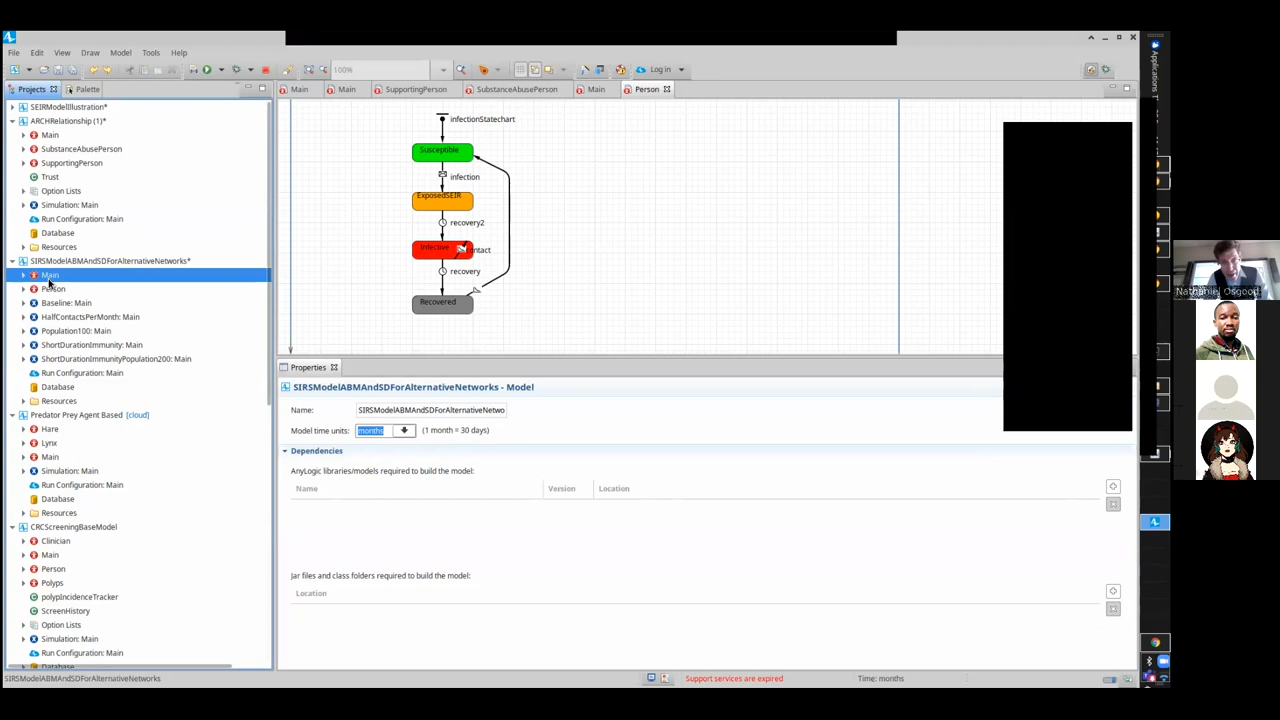 File Edit View Draw Model Tools Help
100% Log in
Projects Palette
Main Main SupportingPerson SubstanceAbusePerson Main Person
SEIRModelIllustration*
ARCHRelationship (1)*
Main
SubstanceAbusePerson
SupportingPerson
Trust
Option Lists
Simulation: Main
Run Configuration: Main
Database
Resources
SIRSModelABMAndSDForAlternativeNetworks*
Main
Person
Baseline: Main
HalfContactsPerMonth: Main
Population100: Main
ShortDurationImmunity: Main
ShortDurationImmunityPopulation200: Main
Run Configuration: Main
Database
Resources
Predator Prey Agent Based [cloud]
Hare
Lynx
Main
Simulation: Main
Run Configuration: Main
Database
Resources
CRCScreeningBaseModel
Clinician
Main
Person
Polyps
polypIncidenceTracker
ScreenHistory
Option Lists
Simulation: Main
Run Configuration: Main
Database
infectionStatechart
Susceptible
infection
ExposedSEIR
recovery2
Infective
contact
recovery
Recovered
Properties
SIRSModelABMAndSDForAlternativeNetworks - Model
Name: SIRSModelABMAndSDForAlternativeNetwo
Model time units: months (1 month = 30 days)
Dependencies
AnyLogic libraries/models required to build the model:
Name Version Location
Jar files and class folders required to build the model:
Location
SIRSModelABMAndSDForAlternativeNetworks
Support services are expired
Time: months
Applications
Nathaniel Osgood